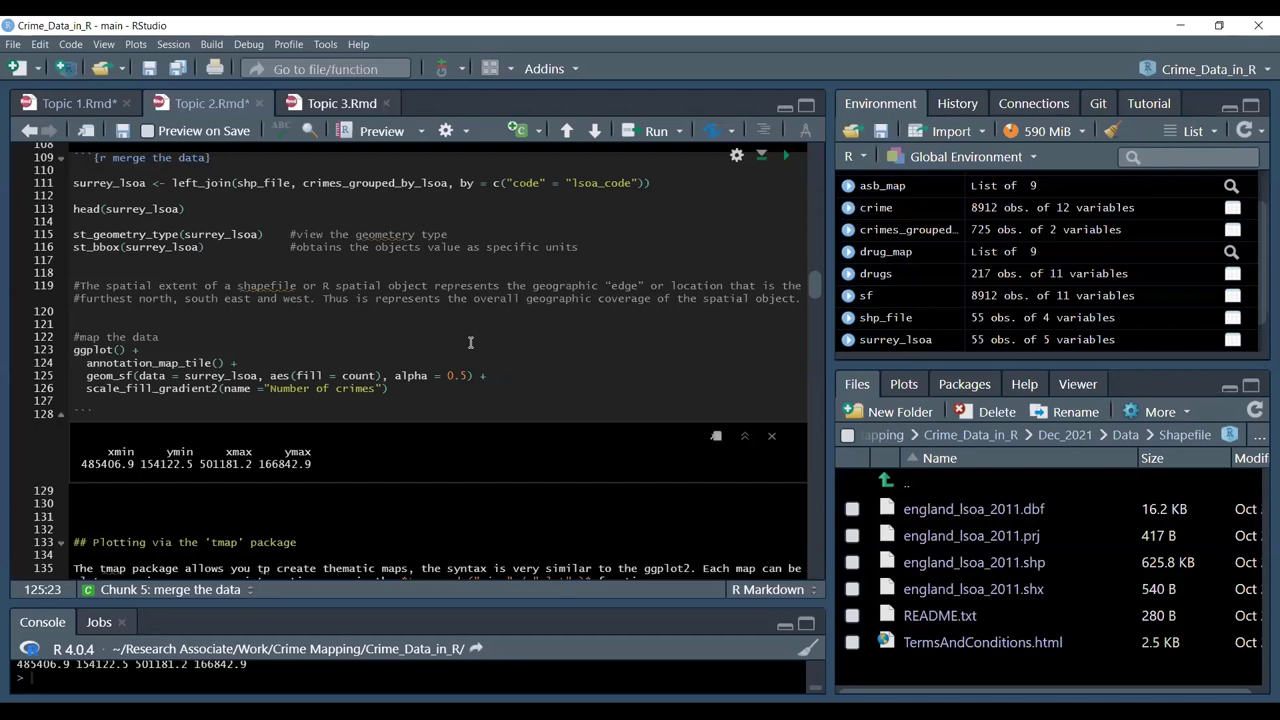 Crime_Data_in_R - main - RStudio
File Edit Code View Plots Session Build Debug Profile Tools Help
Go to file/function Addins Crime_Data_in_R
Topic 1.Rmd* Topic 2.Rmd* Topic 3.Rmd
Preview on Save Preview Run
108
109 ```{r merge the data}
110
111 surrey_lsoa <- left_join(shp_file, crimes_grouped_by_lsoa, by = c("code" = "lsoa_code"))
112
113 head(surrey_lsoa)
114
115 st_geometry_type(surrey_lsoa) #view the geometery type
116 st_bbox(surrey_lsoa) #obtains the objects value as specific units
117
118
119 #The spatial extent of a shapefile or R spatial object represents the geographic "edge" or location that is the
#furthest north, south east and west. Thus is represents the overall geographic coverage of the spatial object.
120
121
122 #map the data
123 ggplot() +
124 annotation_map_tile() +
125 geom_sf(data = surrey_lsoa, aes(fill = count), alpha = 0.5) +
126 scale_fill_gradient2(name ="Number of crimes")
127
128 ```
xmin ymin xmax ymax
485406.9 154122.5 501181.2 166842.9
129
130
131
132
133 ## Plotting via the 'tmap' package
134
135 The tmap package allows you tp create thematic maps, the syntax is very similar to the ggplot2. Each map can be
125:23 Chunk 5: merge the data R Markdown
Console Jobs
R 4.0.4 · ~/Research Associate/Work/Crime Mapping/Crime_Data_in_R/
485406.9 154122.5 501181.2 166842.9
>
Environment History Connections Git Tutorial
Import 590 MiB List
R Global Environment
asb_map List of 9
crime 8912 obs. of 12 variables
crimes_grouped… 725 obs. of 2 variables
drug_map List of 9
drugs 217 obs. of 11 variables
sf 8912 obs. of 11 variables
shp_file 55 obs. of 4 variables
surrey_lsoa 55 obs. of 5 variables
Files Plots Packages Help Viewer
New Folder Delete Rename More
apping Crime_Data_in_R Dec_2021 Data Shapefile ...
Name Size Modif
..
england_lsoa_2011.dbf 16.2 KB Oct
england_lsoa_2011.prj 417 B Oct
england_lsoa_2011.shp 625.8 KB Oct
england_lsoa_2011.shx 540 B Oct
README.txt 280 B Oct
TermsAndConditions.html 2.5 KB Oct